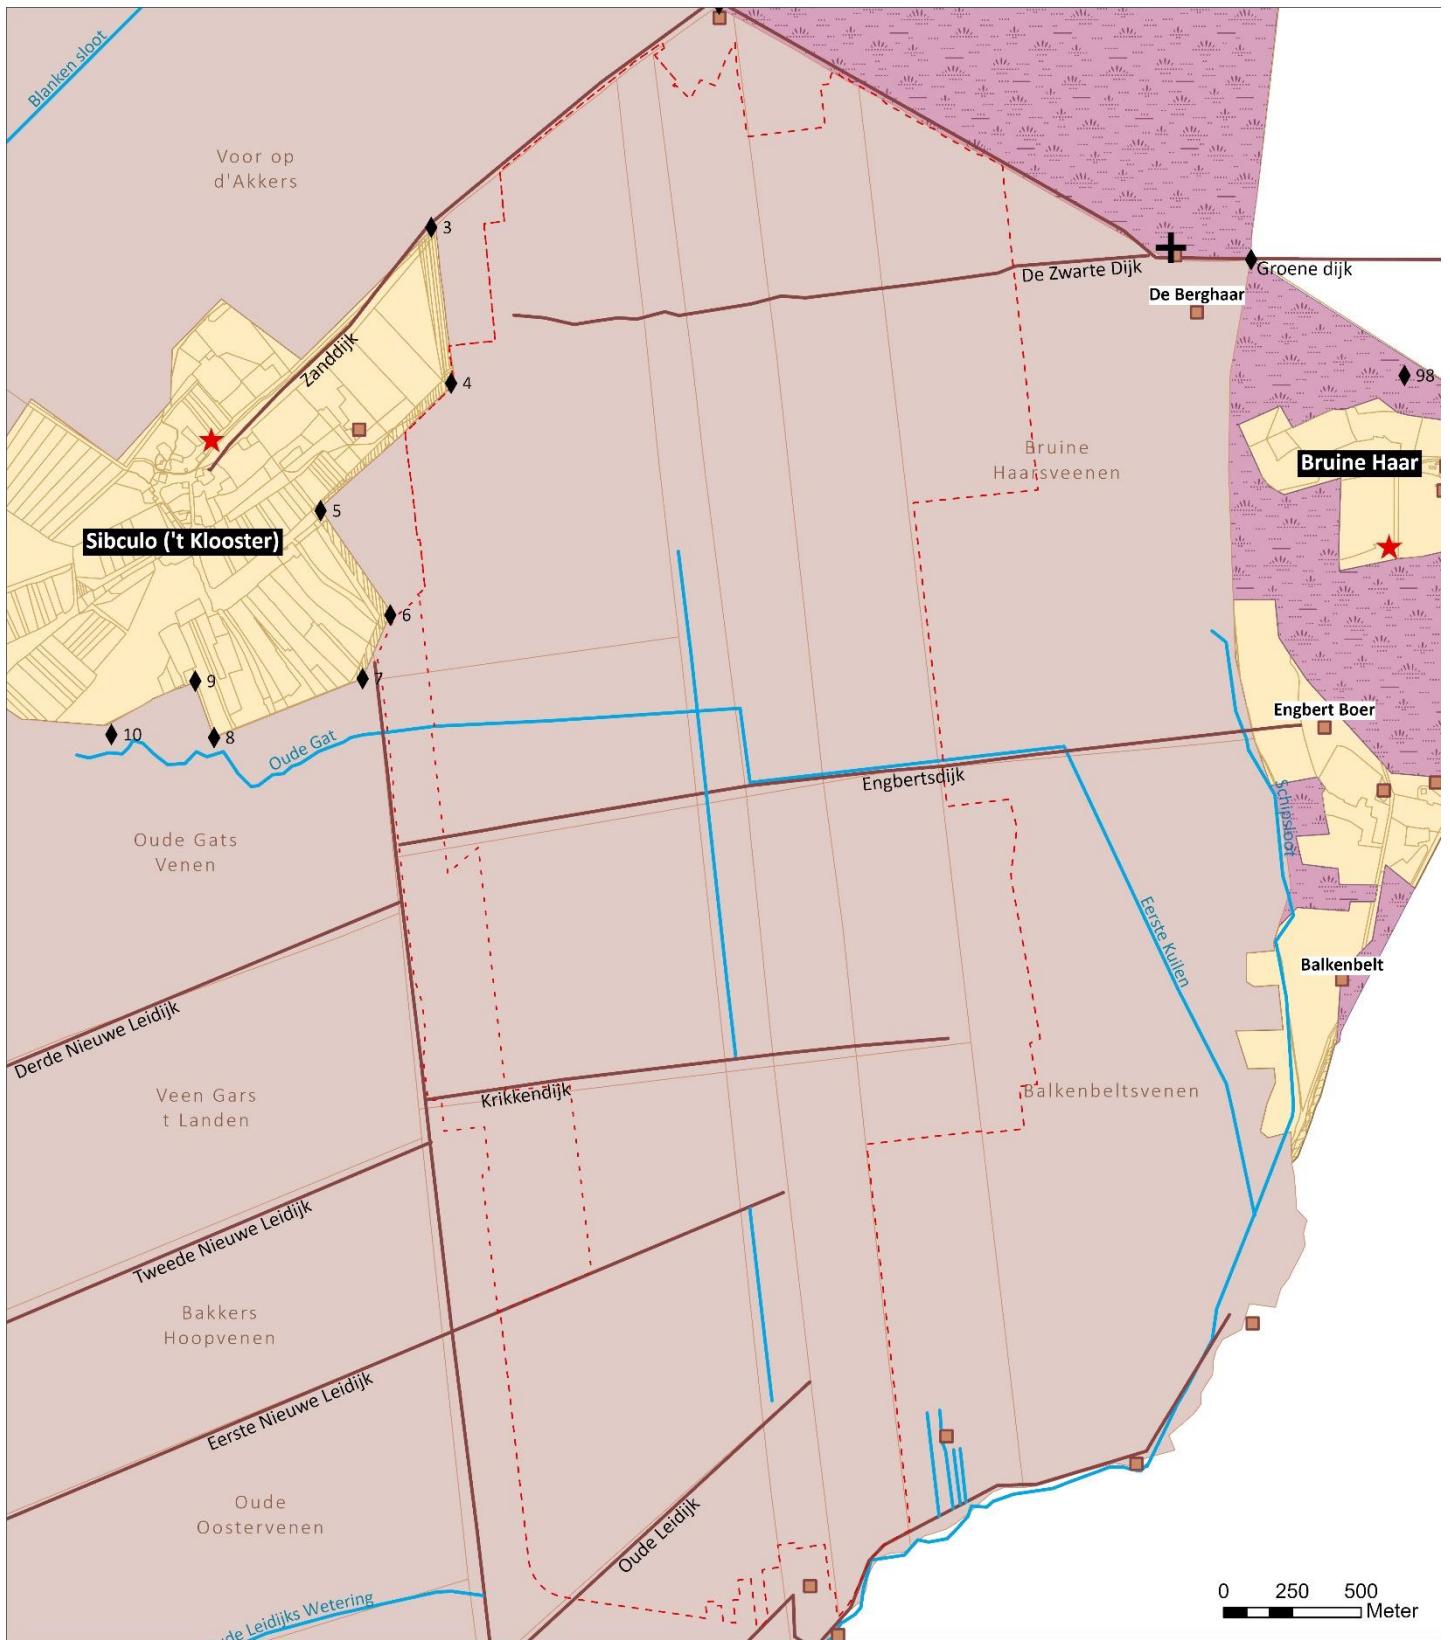 Blanken sloot
Voor op
d'Akkers
3
De Zwarte Dijk
Groene dijk
De Berghaar
Zanddijk
4
98
Bruine
Haarsveenen
Bruine Haar
5
Sibculo ('t Klooster)
6
7
9
Engbert Boer
10
8
Oude Gat
Engbertsdijk
Schipsloot
Oude Gats
Venen
Eerste Kuilen
Balkenbelt
Derde Nieuwe Leidijk
Veen Gars
t Landen
Krikkendijk
Balkenbeltsvenen
Tweede Nieuwe Leidijk
Bakkers
Hoopvenen
Eerste Nieuwe Leidijk
Oude
Oostervenen
Oude Leidijk
de Leidijks Wetering
0 250 500
Meter